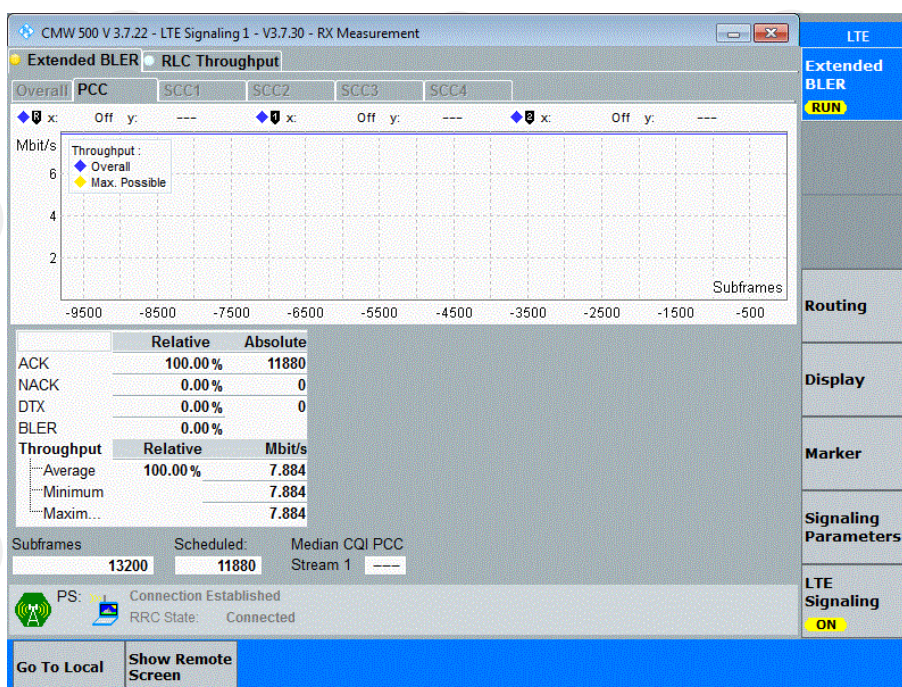 CMW 500 V 3.7.22 - LTE Signaling 1 - V3.7.30 - RX Measurement
LTE
Extended BLER RLC Throughput
Extended
BLER
RUN
Overall PCC SCC1 SCC2 SCC3 SCC4
R x: Off y: --- 1 x: Off y: --- 2 x: Off y: ---
Mbit/s
Throughput :
Overall
Max. Possible
6
4
2
Subframes
-9500 -8500 -7500 -6500 -5500 -4500 -3500 -2500 -1500 -500
Routing
Relative Absolute
ACK 100.00 % 11880
NACK 0.00 % 0
DTX 0.00 % 0
BLER 0.00 %
Throughput Relative Mbit/s
Average 100.00 % 7.884
Minimum 7.884
Maxim... 7.884
Display
Marker
Signaling
Parameters
Subframes Scheduled: Median CQI PCC
13200 11880 Stream 1 ---
LTE
Signaling
ON
PS: Connection Established
RRC State: Connected
Go To Local
Show Remote
Screen